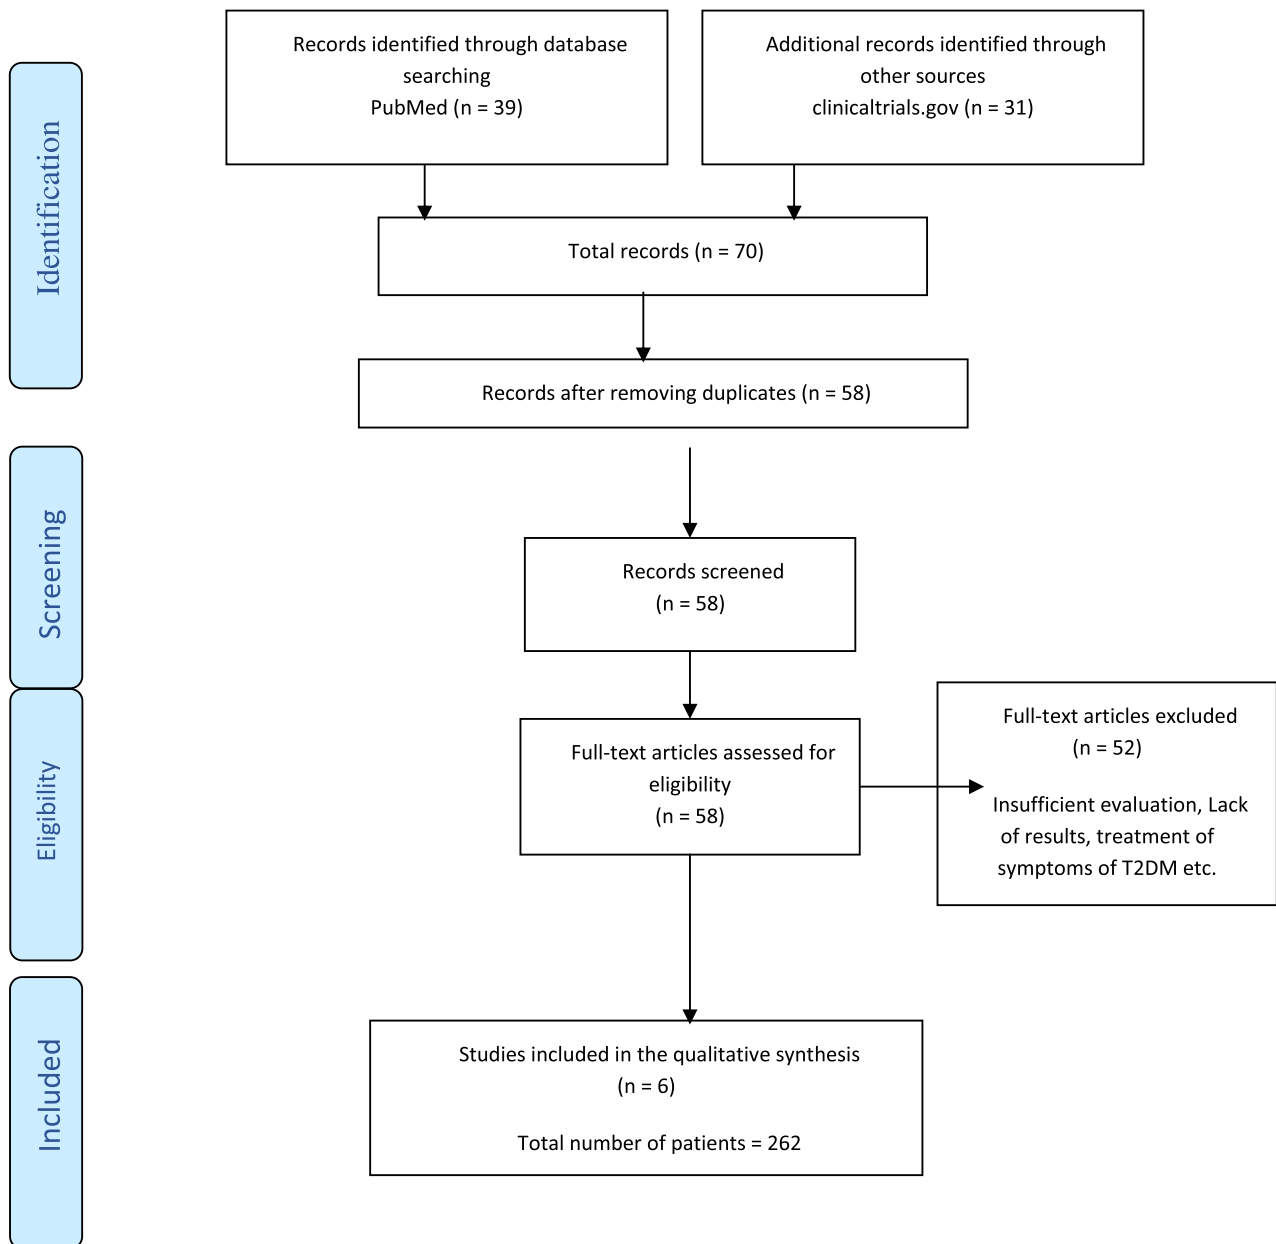 Records identified through database
searching
PubMed (n = 39)
Additional records identified through
other sources
clinicaltrials.gov (n = 31)
Identification
Total records (n = 70)
Records after removing duplicates (n = 58)
Screening
Records screened
(n = 58)
Eligibility
Full-text articles assessed for
eligibility
(n = 58)
Full-text articles excluded
(n = 52)
Insufficient evaluation, Lack
of results, treatment of
symptoms of T2DM etc.
Included
Studies included in the qualitative synthesis
(n = 6)
Total number of patients = 262